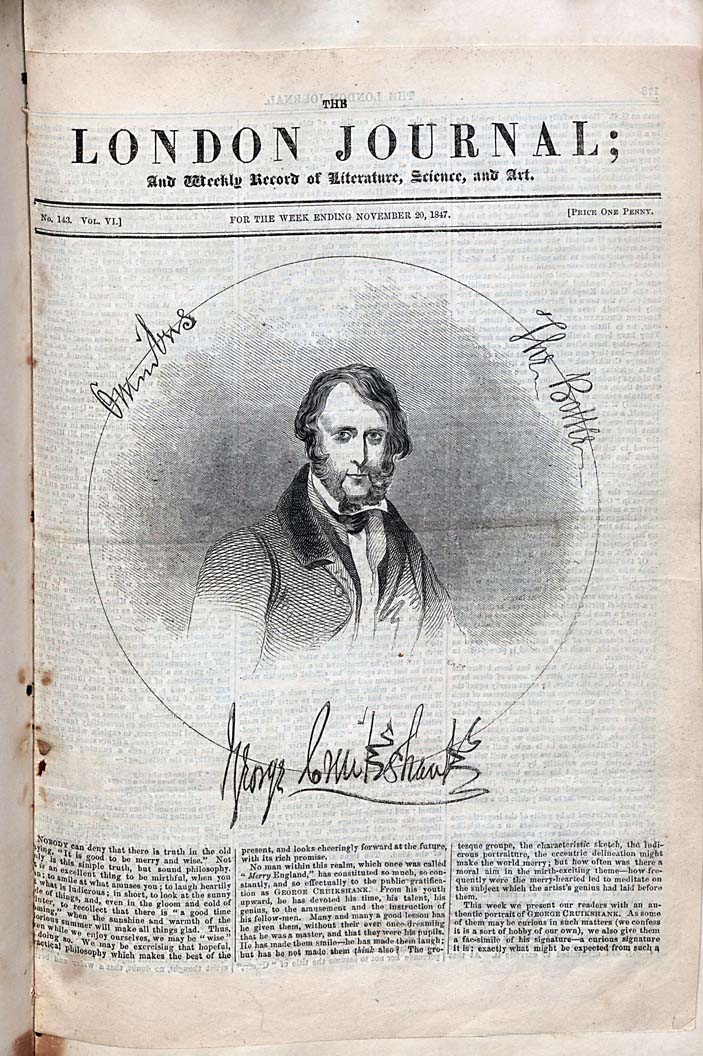 THE
LONDON JOURNAL;
And Weekly Record of Literature, Science, and Art.
No. 143. VOL. VI.]
FOR THE WEEK ENDING NOVEMBER 20, 1847.
[PRICE ONE PENNY.
Omnibus
The Bottle
George Cruikshank
NOBODY can deny that there is truth in the old
"It is good to be merry and wise." Not
is this simple truth, but sound philosophy.
is an excellent thing to be mirthful, when you
to smile at what amuses you; to laugh heartily
what is ludicrous; in short, to look at the sunny
of things, and, even in the gloom and cold of
to recollect that there is "a good time
when the sunshine and warmth of the
summer will make all things glad. Thus,
while we enjoy ourselves, we may be "wise"
doing so. We may be exercising that hopeful,
philosophy which makes the best of the
present, and looks cheeringly forward at the future,
with its rich promise.
No man within this realm, which once was called
"Merry England," has constituted so much, so con-
stantly, and so effectually to the public gratifica-
tion as GEORGE CRUIKSHANK. From his youth
upward, he has devoted his time, his talent, his
genius, to the amusement and the instruction of
his fellow-men. Many and many a good lesson has
he given them, without their ever once dreaming
that he was a master, and that they were his pupils.
He has made them smile—he has made them laugh;
but has he not made them think also? The gro-
tesque groupe, the characteristic sketch, the ludi-
crous portraiture, the eccentric delineation might
make the world merry; but how often was there a
moral aim in the mirth-exciting theme—how fre-
quently were the merry-hearted led to meditate on
the subject which the artist's genius had laid before
them.
This week we present our readers with an au-
thentic portrait of GEORGE CRUIKSHANK. As some
of them may be curious in such matters (we confess
it is a sort of hobby of our own), we also give them
a fac-simile of his signature—a curious signature
it is; exactly what might be expected from such a